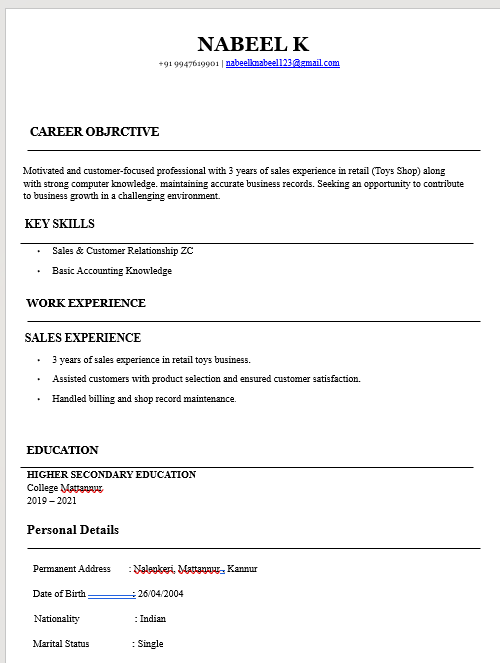 NABEEL K
+91 9947619901 | nabeelknabeel123@gmail.com
CAREER OBJRCTIVE
Motivated and customer-focused professional with 3 years of sales experience in retail (Toys Shop) along
with strong computer knowledge. maintaining accurate business records. Seeking an opportunity to contribute
to business growth in a challenging environment.
KEY SKILLS
• Sales & Customer Relationship ZC
• Basic Accounting Knowledge
WORK EXPERIENCE
SALES EXPERIENCE
• 3 years of sales experience in retail toys business.
• Assisted customers with product selection and ensured customer satisfaction.
• Handled billing and shop record maintenance.
EDUCATION
HIGHER SECONDARY EDUCATION
College Mattannur
2019 – 2021
Personal Details
Permanent Address : Nalenkeri, Mattannur , Kannur
Date of Birth : 26/04/2004
Nationality : Indian
Marital Status : Single